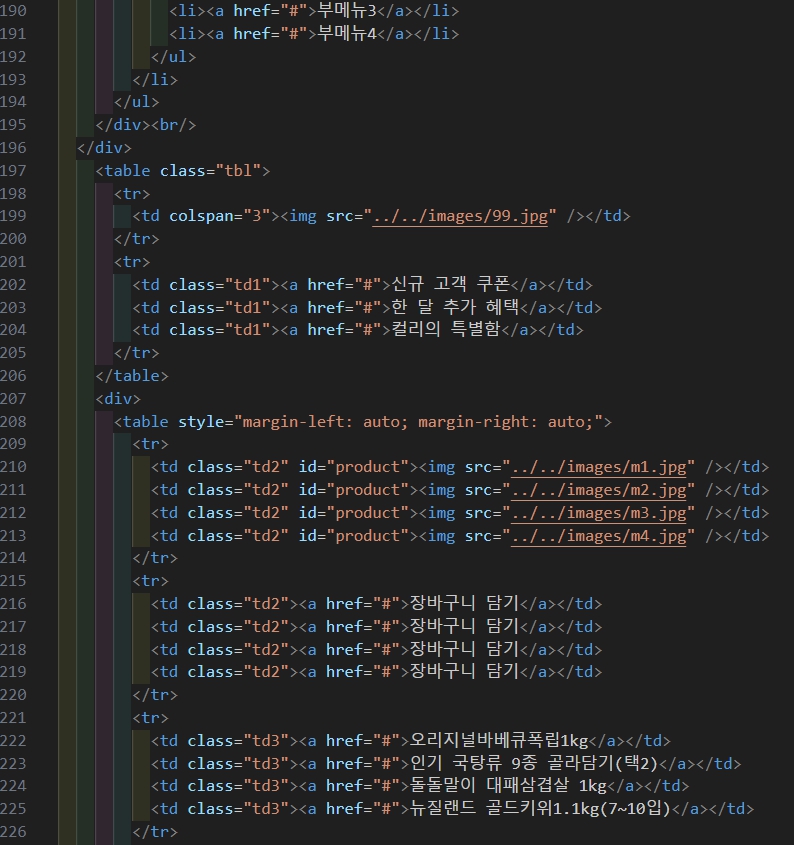 190 <li><a href="#">부메뉴3</a></li>
191 <li><a href="#">부메뉴4</a></li>
192 </ul>
193 </li>
194 </ul>
195 </div><br/>
196 </div>
197 <table class="tbl">
198 <tr>
199 <td colspan="3"><img src="../../images/99.jpg" /></td>
200 </tr>
201 <tr>
202 <td class="td1"><a href="#">신규 고객 쿠폰</a></td>
203 <td class="td1"><a href="#">한 달 추가 혜택</a></td>
204 <td class="td1"><a href="#">컬리의 특별함</a></td>
205 </tr>
206 </table>
207 <div>
208 <table style="margin-left: auto; margin-right: auto;">
209 <tr>
210 <td class="td2" id="product"><img src="../../images/m1.jpg" /></td>
211 <td class="td2" id="product"><img src="../../images/m2.jpg" /></td>
212 <td class="td2" id="product"><img src="../../images/m3.jpg" /></td>
213 <td class="td2" id="product"><img src="../../images/m4.jpg" /></td>
214 </tr>
215 <tr>
216 <td class="td2"><a href="#">장바구니 담기</a></td>
217 <td class="td2"><a href="#">장바구니 담기</a></td>
218 <td class="td2"><a href="#">장바구니 담기</a></td>
219 <td class="td2"><a href="#">장바구니 담기</a></td>
220 </tr>
221 <tr>
222 <td class="td3"><a href="#">오리지널바베큐폭립1kg</a></td>
223 <td class="td3"><a href="#">인기 국탕류 9종 골라담기(택2)</a></td>
224 <td class="td3"><a href="#">돌돌말이 대패삼겹살 1kg</a></td>
225 <td class="td3"><a href="#">뉴질랜드 골드키위1.1kg(7~10입)</a></td>
226 </tr>